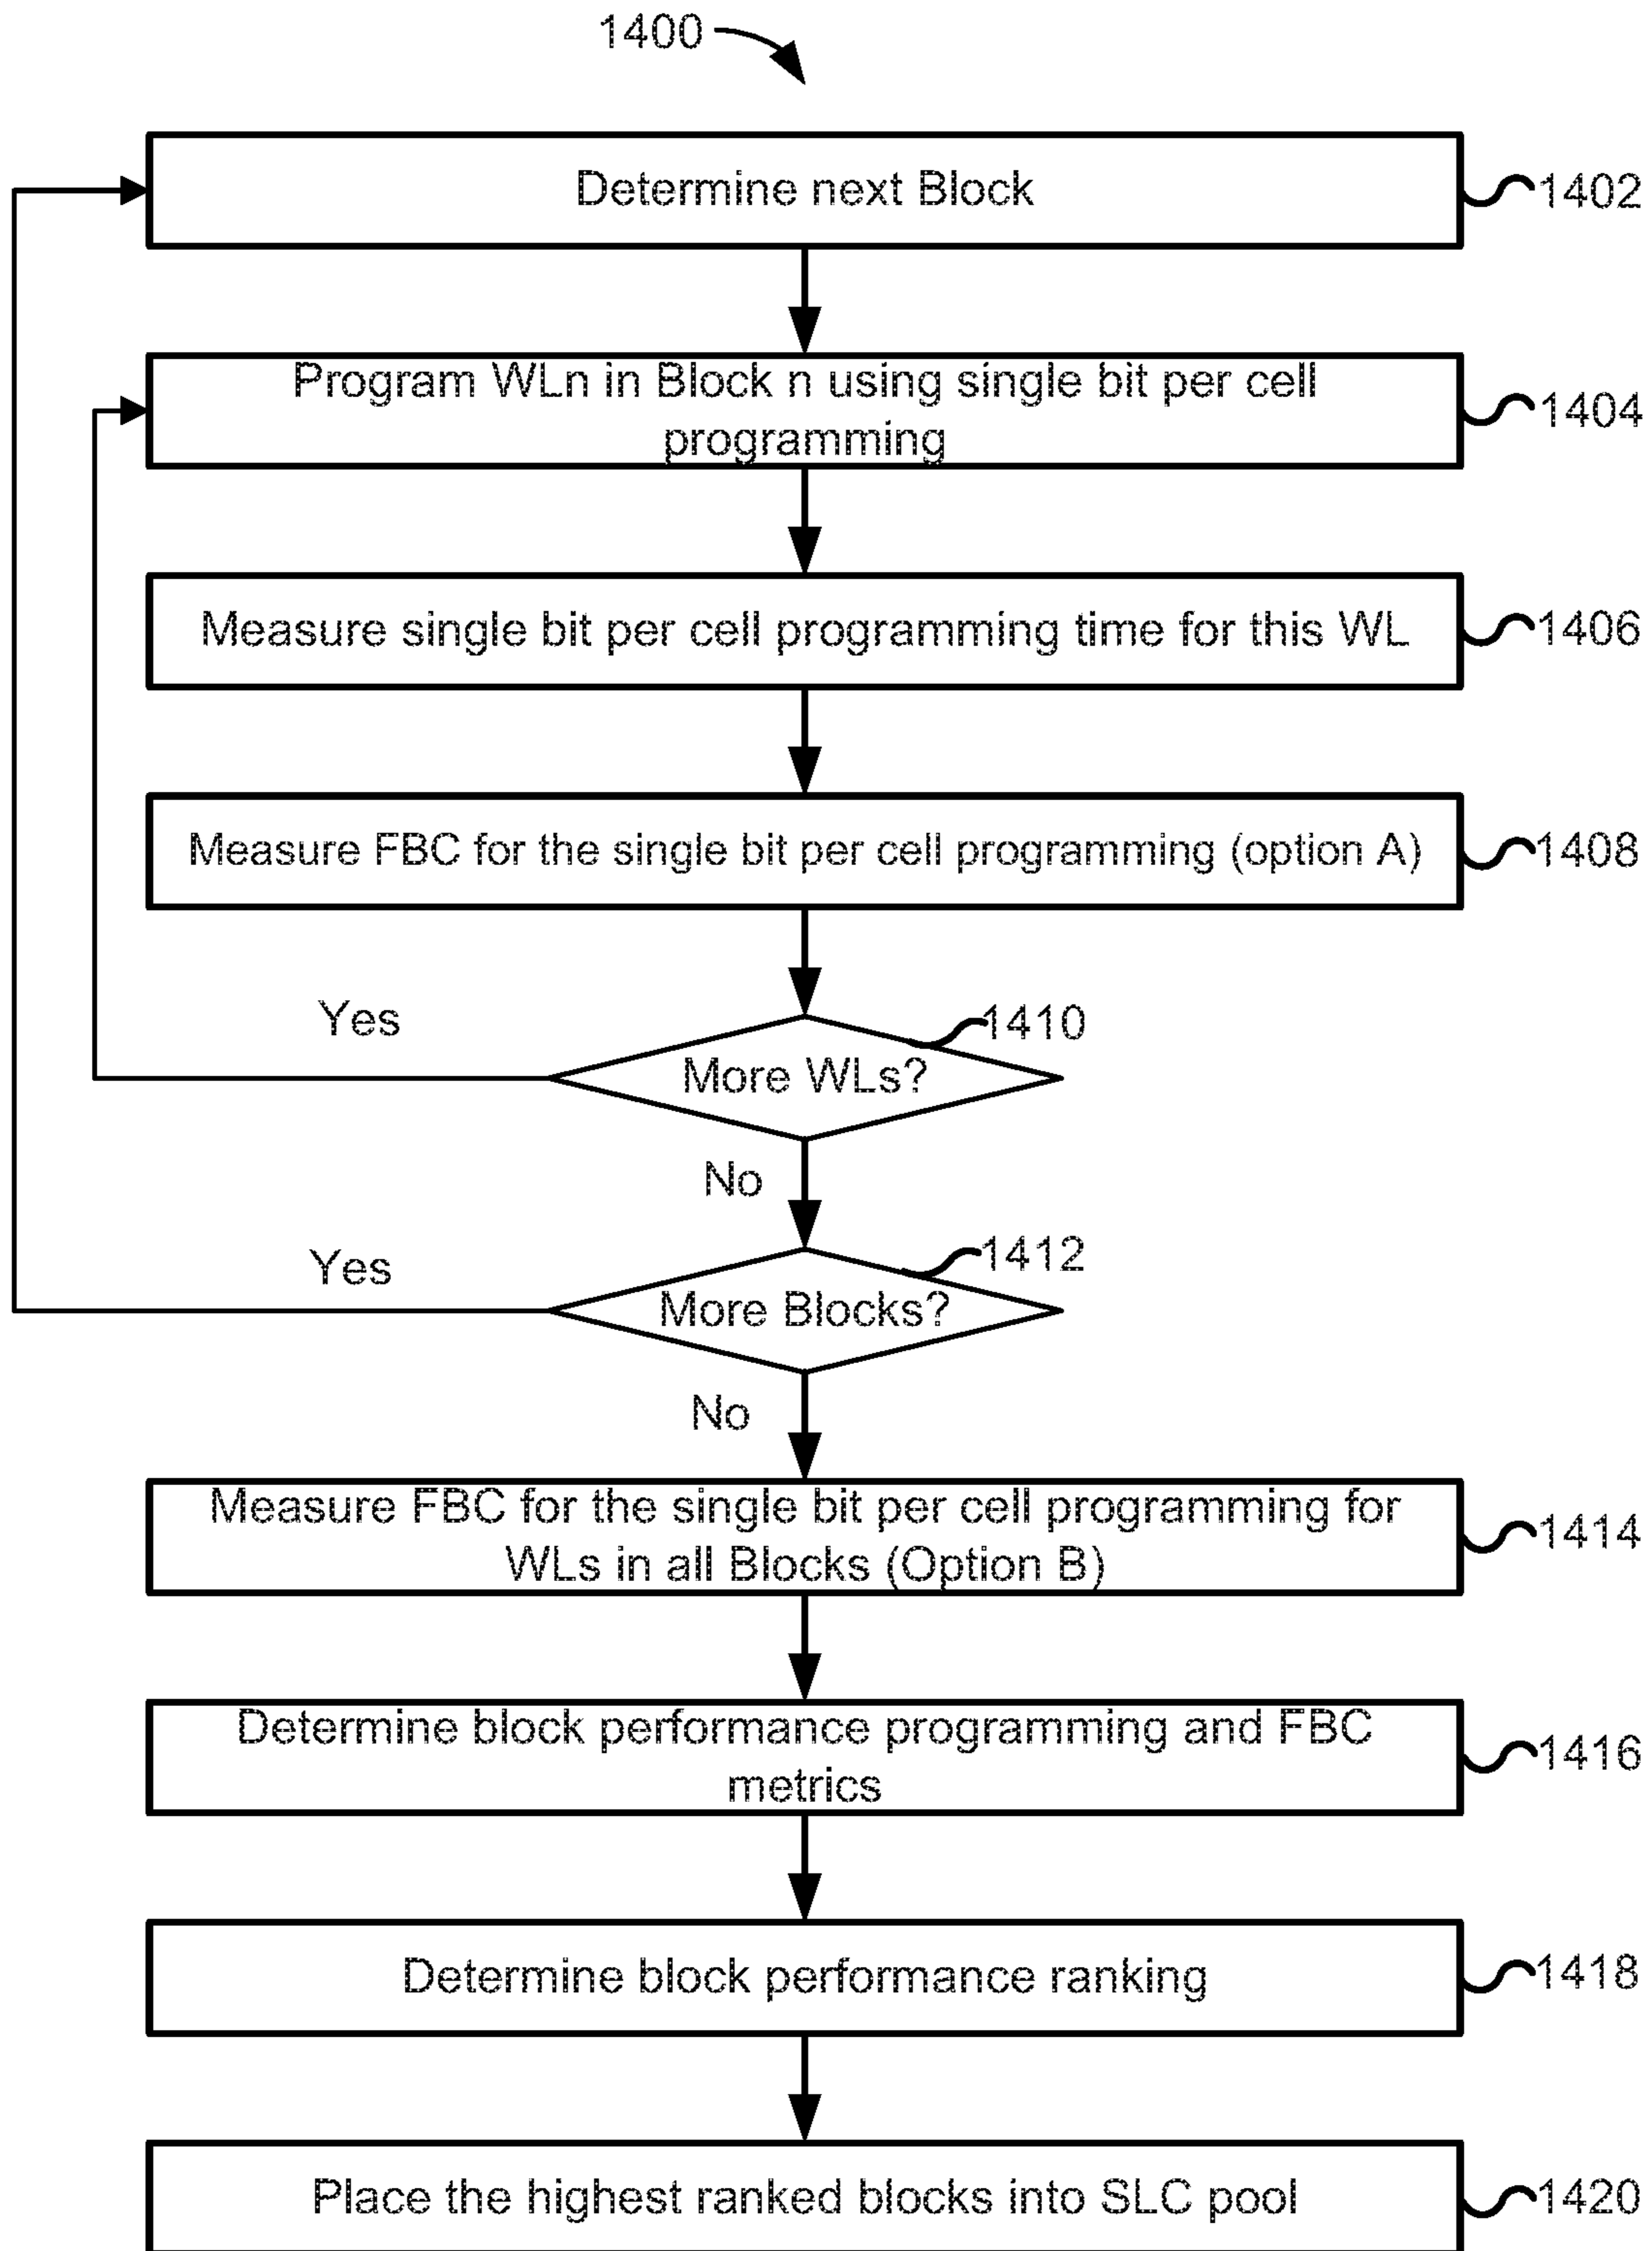 1400
Determine next Block
1402
Program WLn in Block n using single bit per cell
programming
1404
Measure single bit per cell programming time for this WL
1406
Measure FBC for the single bit per cell programming (option A)
1408
Yes
1410
More WLs?
No
1412
Yes
More Blocks?
No
Measure FBC for the single bit per cell programming for
WLs in all Blocks (Option B)
1414
Determine block performance programming and FBC
metrics
1416
Determine block performance ranking
1418
Place the highest ranked blocks into SLC pool
1420